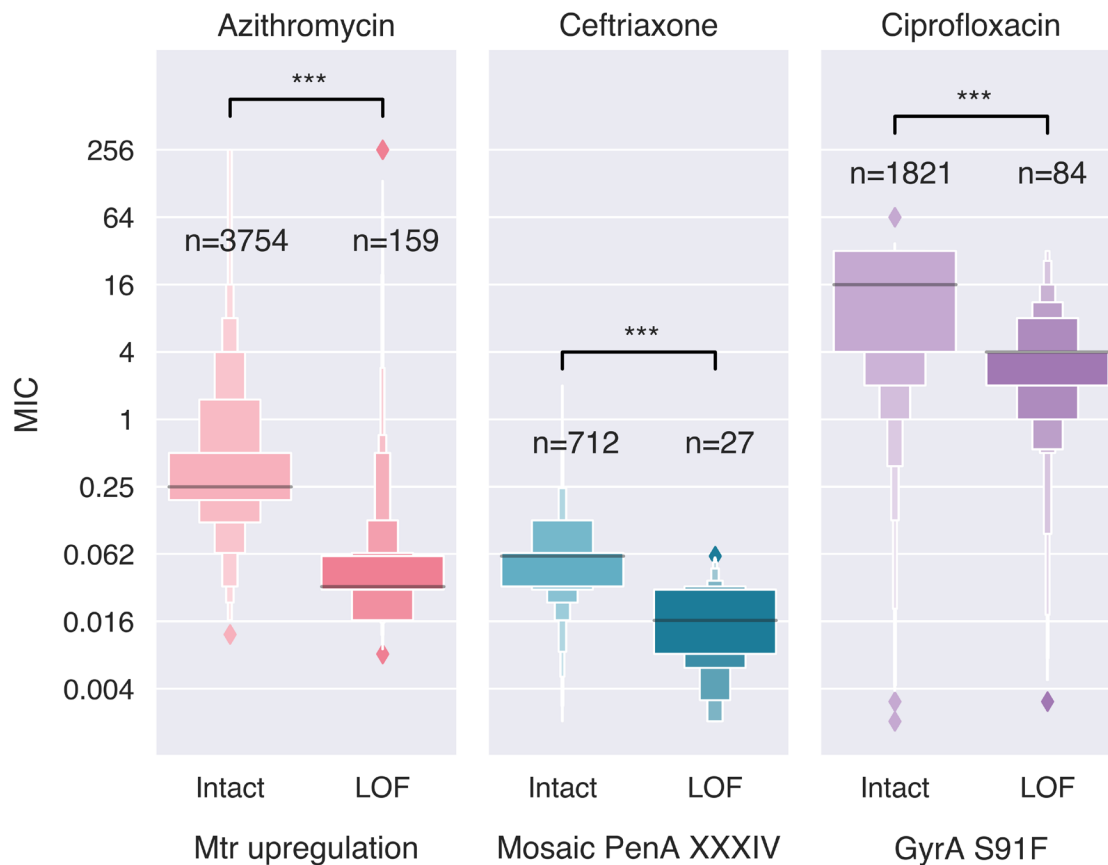 Azithromycin Ceftriaxone Ciprofloxacin
*** 
***
256
n=1821 n=84
64
n=3754 n=159
16
***
4
MIC
1
n=712 n=27
0.25
0.062
0.016
0.004
Intact LOF Intact LOF Intact LOF
Mtr upregulation Mosaic PenA XXXIV GyrA S91F